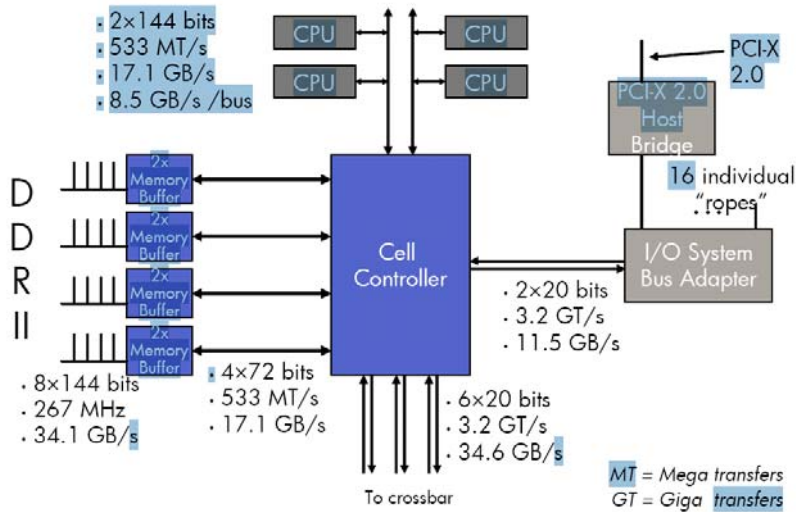 · 2×144 bits
· 533 MT/s
· 17.1 GB/s
· 8.5 GB/s /bus
CPU
CPU
CPU
CPU
PCI-X
2.0
PCI-X 2.0
Host
Bridge
16 individual
“ropes”
I/O System
Bus Adapter
DDRII
2x
Memory
Buffer
2x
Memory
Buffer
2x
Memory
Buffer
2x
Memory
Buffer
Cell
Controller
· 2×20 bits
· 3.2 GT/s
· 11.5 GB/s
· 8×144 bits
· 267 MHz
· 34.1 GB/s
· 4×72 bits
· 533 MT/s
· 17.1 GB/s
· 6×20 bits
· 3.2 GT/s
· 34.6 GB/s
To crossbar
MT = Mega transfers
GT = Giga transfers